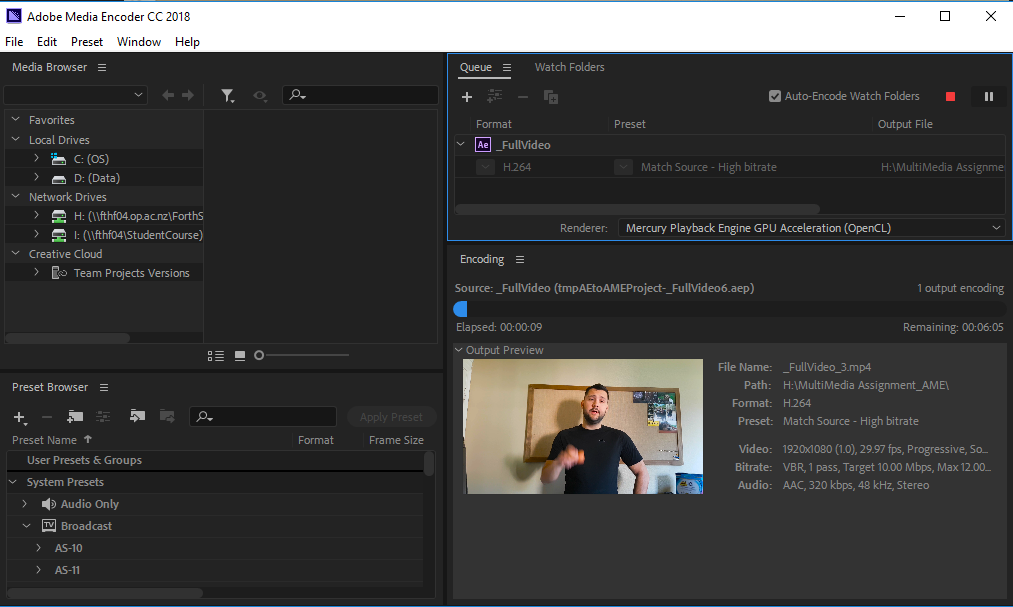 Adobe Media Encoder CC 2018
File Edit Preset Window Help
Media Browser
Favorites
Local Drives
C: (OS)
D: (Data)
Network Drives
H: (\\fthf04.op.ac.nz\ForthS
I: (\\fthf04\StudentCourse)
Creative Cloud
Team Projects Versions
Preset Browser
Apply Preset
Preset Name Format Frame Size
User Presets & Groups
System Presets
Audio Only
TV Broadcast
AS-10
AS-11
Queue Watch Folders
Auto-Encode Watch Folders
Format Preset Output File
Ae _FullVideo
H.264 Match Source - High bitrate H:\MultiMedia Assignme
Renderer: Mercury Playback Engine GPU Acceleration (OpenCL)
Encoding
Source: _FullVideo (tmpAEtoAMEProject-_FullVideo6.aep) 1 output encoding
Elapsed: 00:00:09 Remaining: 00:06:05
Output Preview
File Name: _FullVideo_3.mp4
Path: H:\MultiMedia Assignment_AME\
Format: H.264
Preset: Match Source - High bitrate
Video: 1920x1080 (1.0), 29.97 fps, Progressive, So...
Bitrate: VBR, 1 pass, Target 10.00 Mbps, Max 12.00...
Audio: AAC, 320 kbps, 48 kHz, Stereo